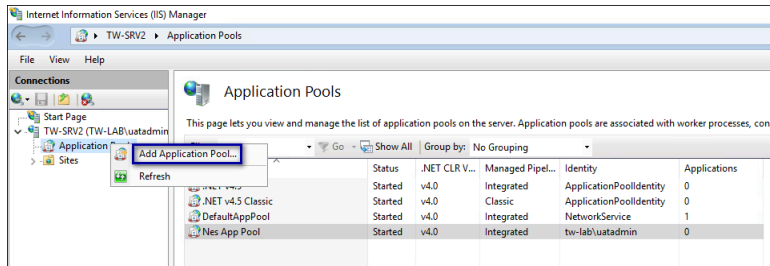 Internet Information Services (IIS) Manager
TW-SRV2 Application Pools
File View Help
Connections
Start Page
TW-SRV2 (TW-LAB\uatadmin
Application
Sites
Add Application Pool...
Refresh
Application Pools
This page lets you view and manage the list of application pools on the server. Application pools are associated with worker processes, con
Go Show All Group by: No Grouping
Status .NET CLR V... Managed Pipel... Identity Applications
.NET v4.5 Started v4.0 Integrated ApplicationPoolIdentity 0
.NET v4.5 Classic Started v4.0 Classic ApplicationPoolIdentity 0
DefaultAppPool Started v4.0 Integrated NetworkService 1
Nes App Pool Started v4.0 Integrated tw-lab\uatadmin 0